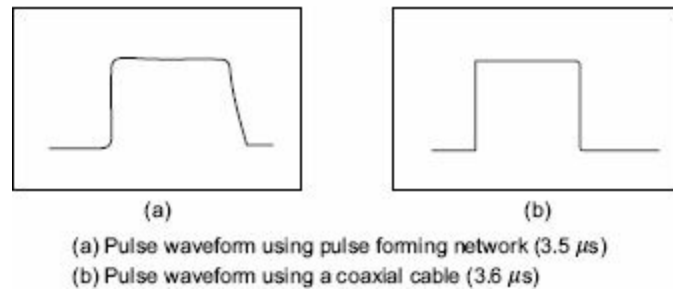 (a) (b)
(a) Pulse waveform using pulse forming network (3.5 μs)
(b) Pulse waveform using a coaxial cable (3.6 μs)